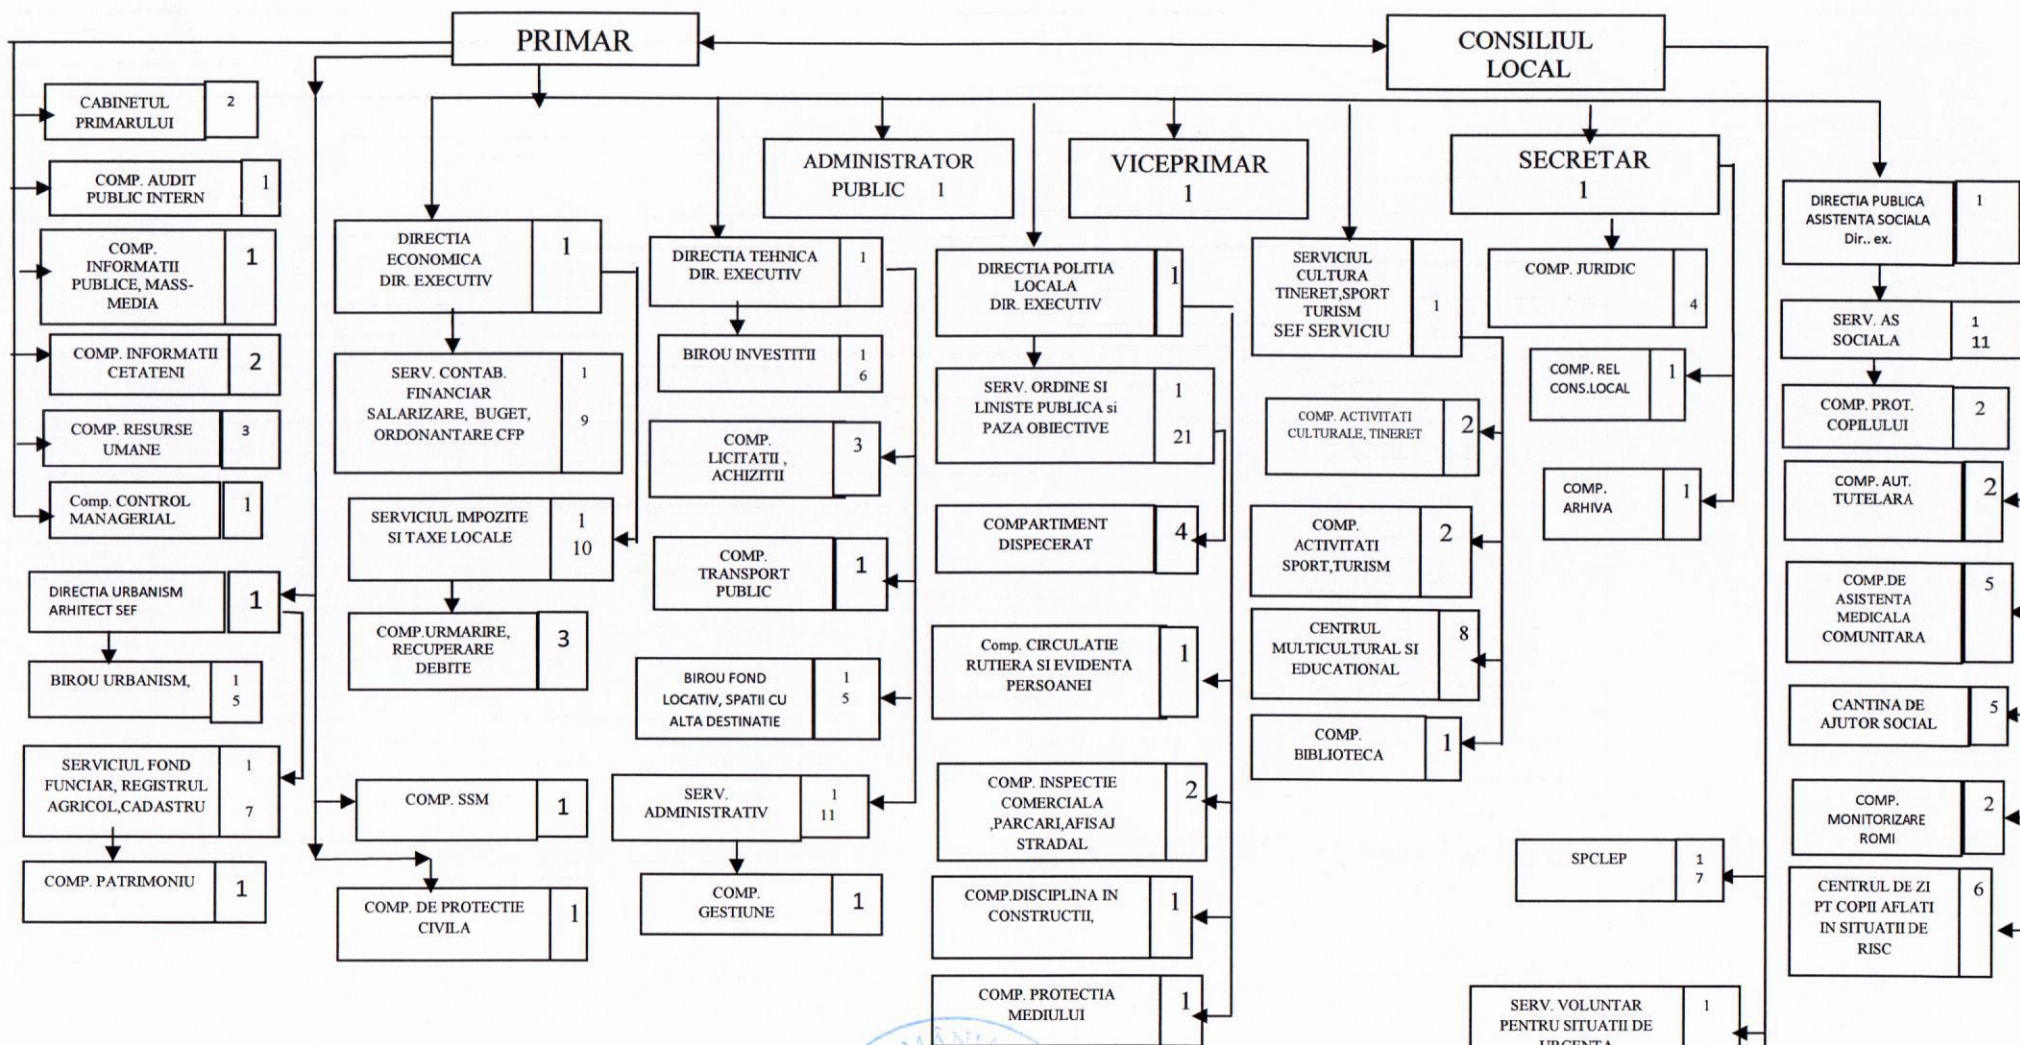 PRIMAR
CONSILIUL
LOCAL
CABINETUL
PRIMARULUI
2
COMP. AUDIT
PUBLIC INTERN
1
COMP.
INFORMATII
PUBLICE, MASS-
MEDIA
1
COMP. INFORMATII
CETATENI
2
COMP. RESURSE
UMANE
3
Comp. CONTROL
MANAGERIAL
1
DIRECTIA URBANISM
ARHITECT SEF
1
BIROU URBANISM,
1
5
SERVICIUL FOND
FUNCIAR, REGISTRUL
AGRICOL,CADASTRU
1
7
COMP. PATRIMONIU
1
DIRECTIA
ECONOMICA
DIR. EXECUTIV
1
SERV. CONTAB.
FINANCIAR
SALARIZARE, BUGET,
ORDONANTARE CFP
1
9
SERVICIUL IMPOZITE
SI TAXE LOCALE
1
10
COMP.URMARIRE,
RECUPERARE
DEBITE
3
COMP. SSM
1
COMP. DE PROTECTIE
CIVILA
1
DIRECTIA TEHNICA
DIR. EXECUTIV
1
BIROU INVESTITII
1
6
COMP.
LICITATII ,
ACHIZITII
3
COMP.
TRANSPORT
PUBLIC
1
BIROU FOND
LOCATIV, SPATII CU
ALTA DESTINATIE
1
5
SERV.
ADMINISTRATIV
1
11
COMP.
GESTIUNE
1
ADMINISTRATOR
PUBLIC 1
VICEPRIMAR
1
DIRECTIA POLITIA
LOCALA
DIR. EXECUTIV
1
SERV. ORDINE SI
LINISTE PUBLICA si
PAZA OBIECTIVE
1
21
COMPARTIMENT
DISPECERAT
4
Comp. CIRCULATIE
RUTIERA SI EVIDENTA
PERSOANEI
1
COMP. INSPECTIE
COMERCIALA
,PARCARI,AFISAJ
STRADAL
2
COMP.DISCIPLINA IN
CONSTRUCTII,
1
COMP. PROTECTIA
MEDIULUI
1
SERVICIUL
CULTURA
TINERET,SPORT
TURISM
SEF SERVICIU
1
COMP. ACTIVITATI
CULTURALE, TINERET
2
COMP.
ACTIVITATI
SPORT,TURISM
2
CENTRUL
MULTICULTURAL SI
EDUCATIONAL
8
COMP.
BIBLIOTECA
1
SECRETAR
1
COMP. JURIDIC
4
COMP. REL
CONS.LOCAL
1
COMP.
ARHIVA
1
SPCLEP
1
7
SERV. VOLUNTAR
PENTRU SITUATII DE
URGENTA
1
DIRECTIA PUBLICA
ASISTENTA SOCIALA
Dir.. ex.
1
SERV. AS
SOCIALA
1
11
COMP. PROT.
COPILULUI
2
COMP. AUT.
TUTELARA
2
COMP.DE
ASISTENTA
MEDICALA
COMUNITARA
5
CANTINA DE
AJUTOR SOCIAL
5
COMP.
MONITORIZARE
ROMI
2
CENTRUL DE ZI
PT COPII AFLATI
IN SITUATII DE
RISC
6